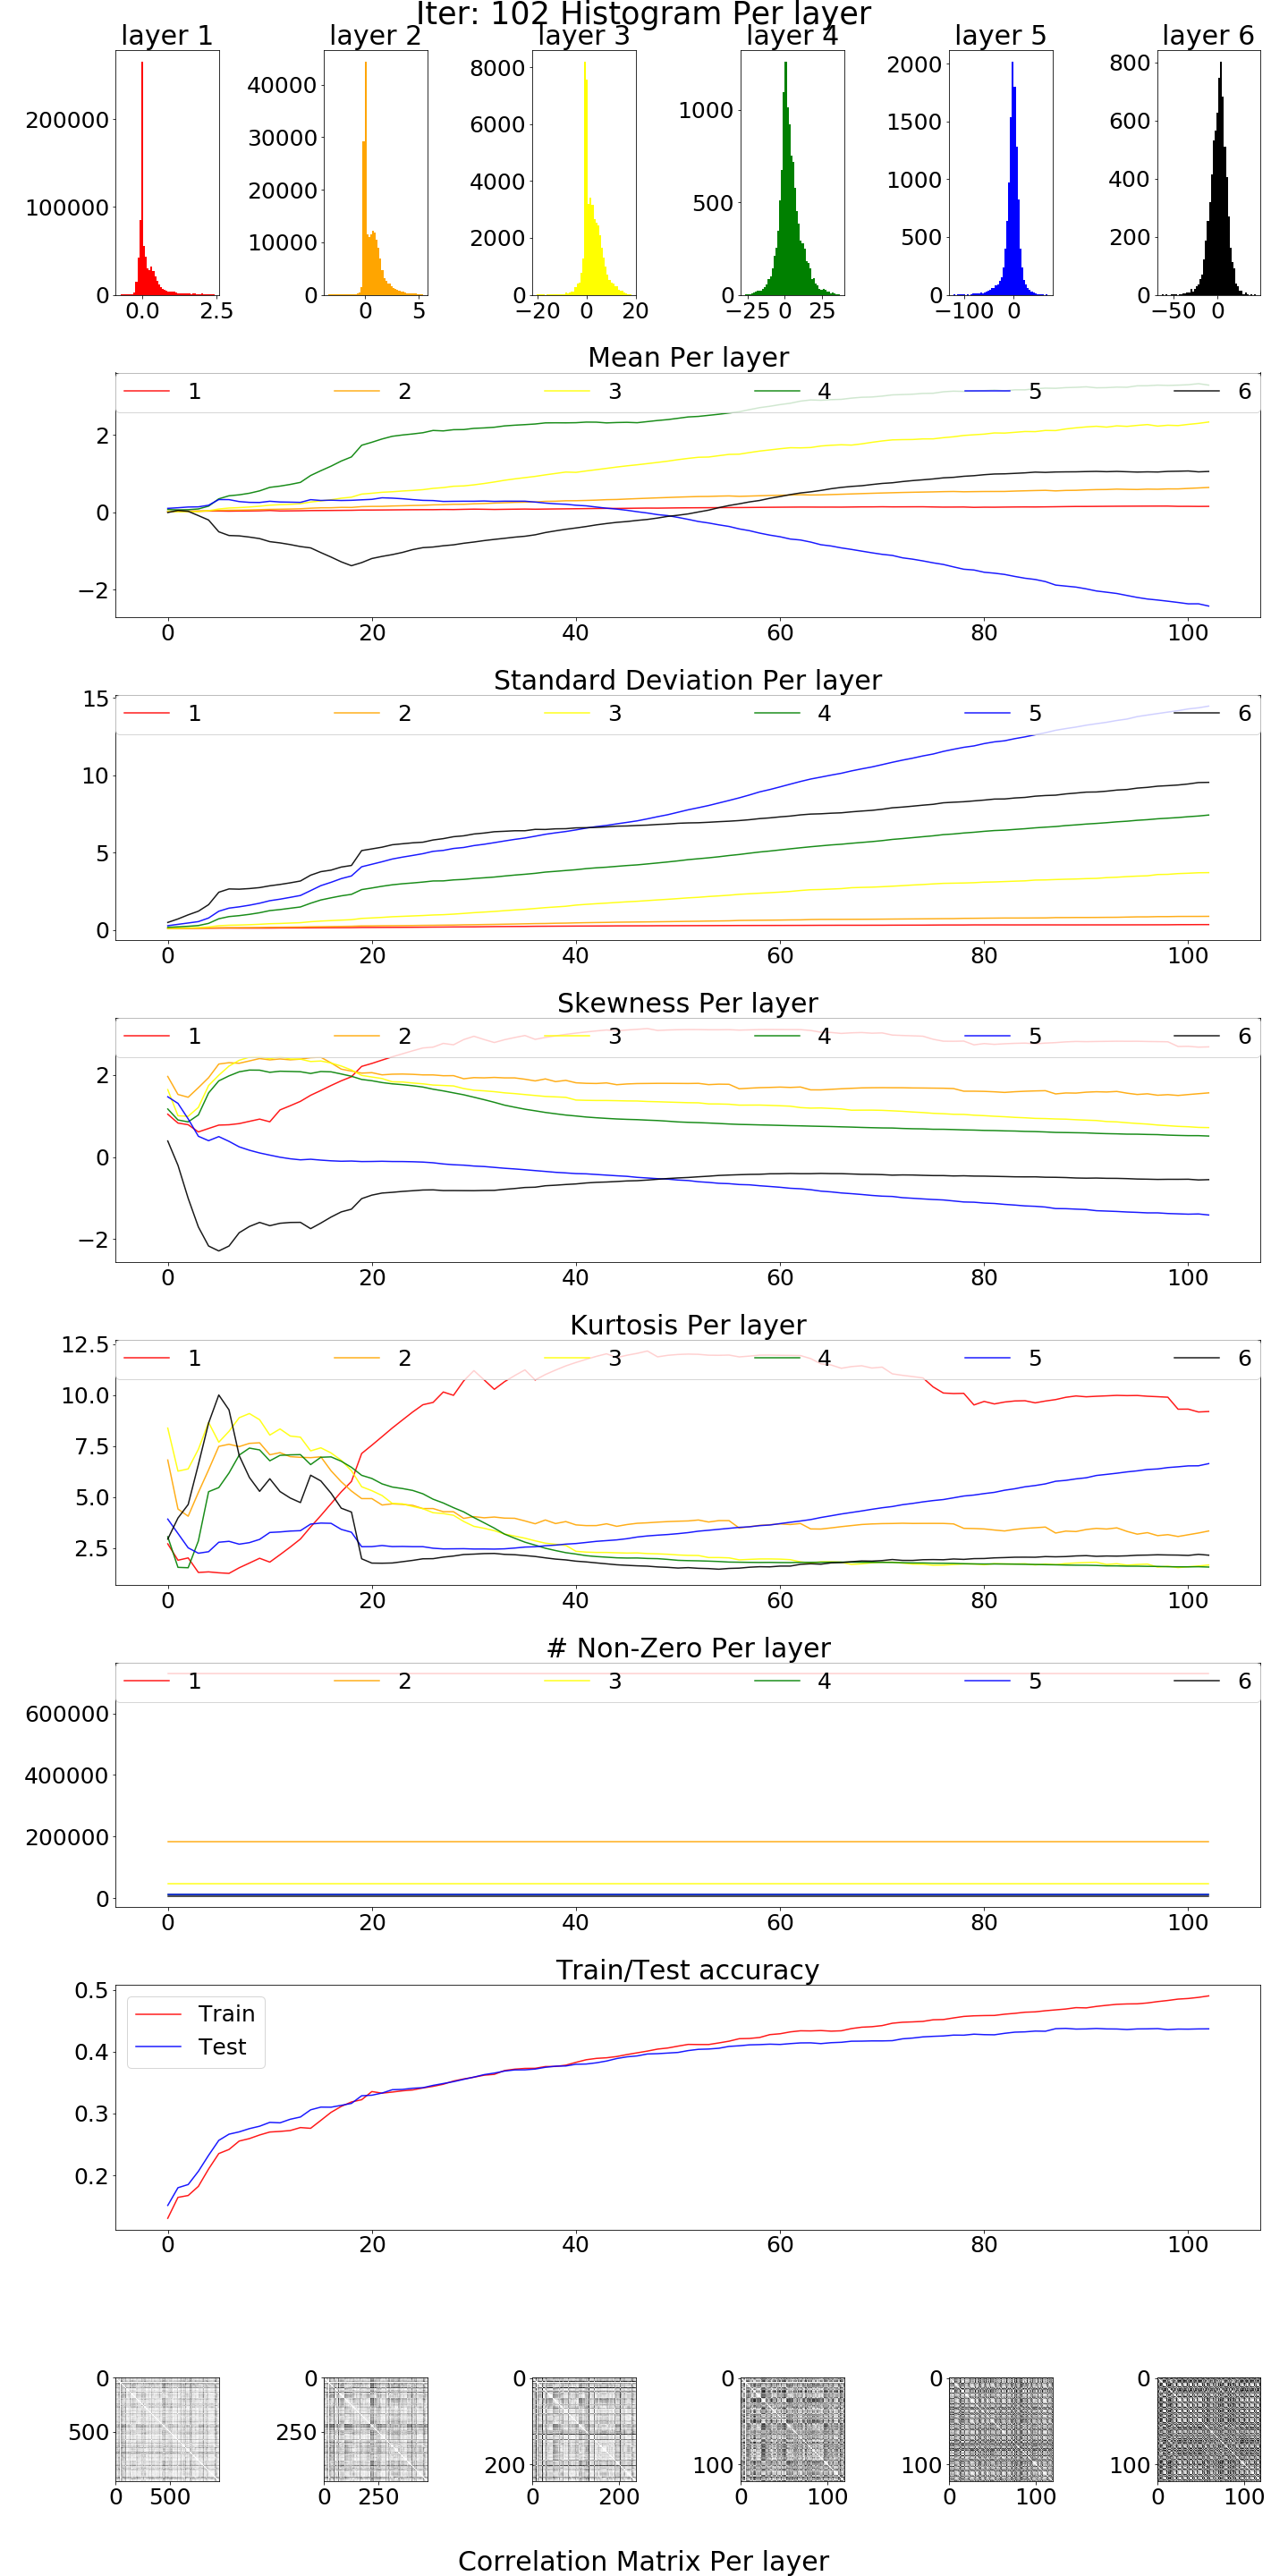 Iter: 102 Histogram Per layer
layer 1 layer 2 layer 3 layer 4 layer 5 layer 6
200000 100000 0 0.0 2.5
40000 30000 20000 10000 0 0 5
8000 6000 4000 2000 0 −20 0 20
1000 500 0 −25 0 25
2000 1500 1000 500 0 −100 0
800 600 400 200 0 −50 0
Mean Per layer
1 2 3 4 5 6
2
0
−2
0 20 40 60 80 100
Standard Deviation Per layer
15
1 2 3 4 5 6
10
5
0
0 20 40 60 80 100
Skewness Per layer
1 2 3 4 5 6
2
0
−2
0 20 40 60 80 100
Kurtosis Per layer
12.5
1 2 3 4 5 6
10.0
7.5
5.0
2.5
0 20 40 60 80 100
# Non-Zero Per layer
1 2 3 4 5 6
600000
400000
200000
0
0 20 40 60 80 100
Train/Test accuracy
0.5
Train
Test
0.4
0.3
0.2
0 20 40 60 80 100
0 500 0 500
0 250 0 250
0 200 0 200
0 100 0 100
0 100 0 100
0 100 0 100
Correlation Matrix Per layer